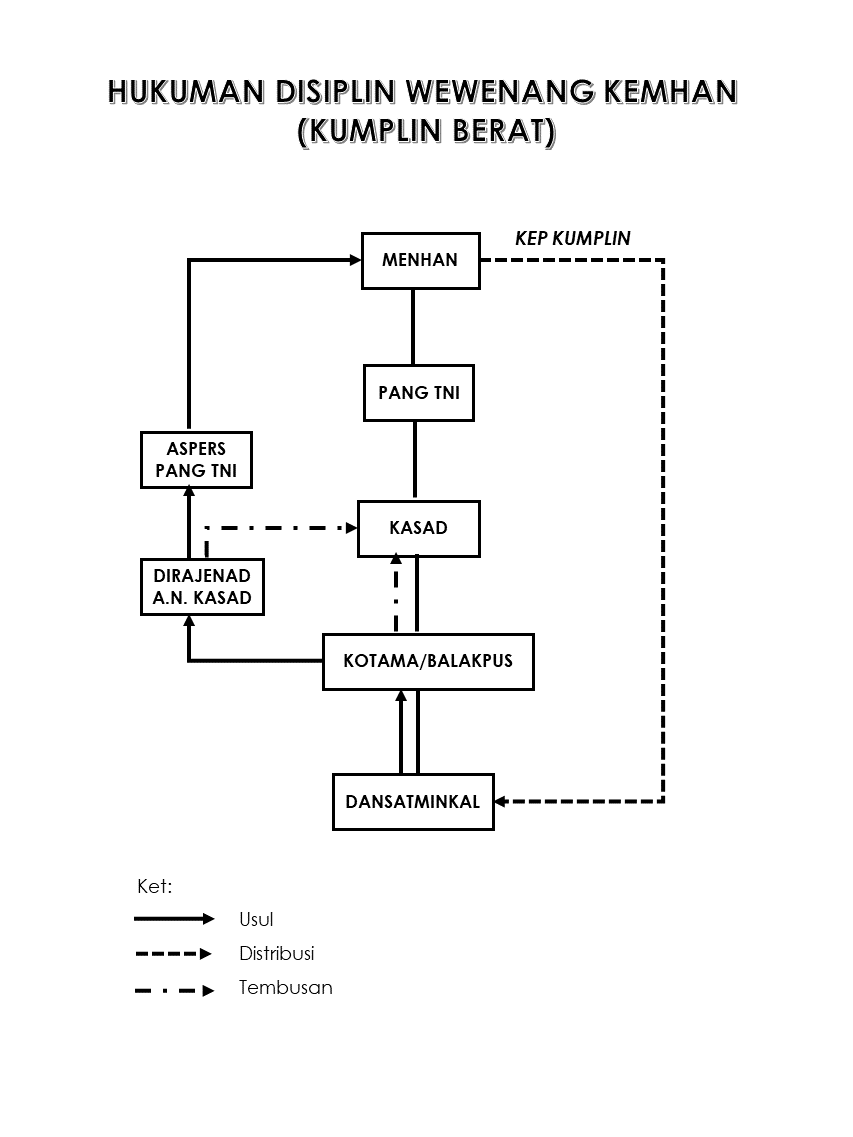 HUKUMAN DISIPLIN WEWENANG KEMHAN
(KUMPLIN BERAT)
KEP KUMPLIN
MENHAN
PANG TNI
ASPERS
PANG TNI
KASAD
DIRAJENAD
A.N. KASAD
KOTAMA/BALAKPUS
DANSATMINKAL
Ket:
Usul
Distribusi
Tembusan